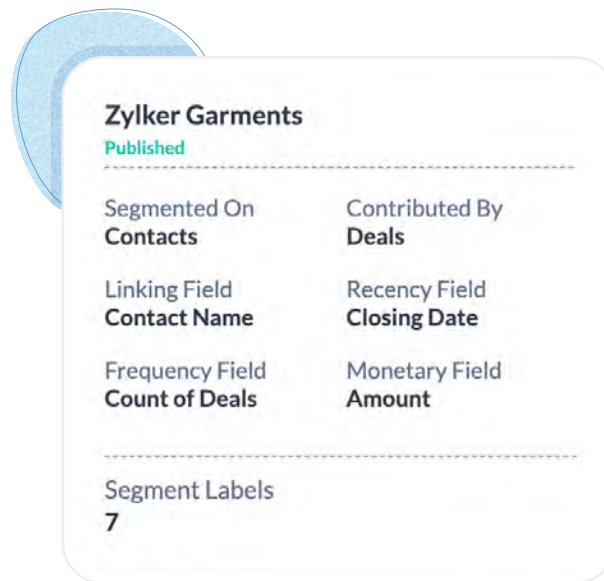 Zylker Garments
Published
Segmented On
Contacts
Contributed By
Deals
Linking Field
Contact Name
Recency Field
Closing Date
Frequency Field
Count of Deals
Monetary Field
Amount
Segment Labels
7